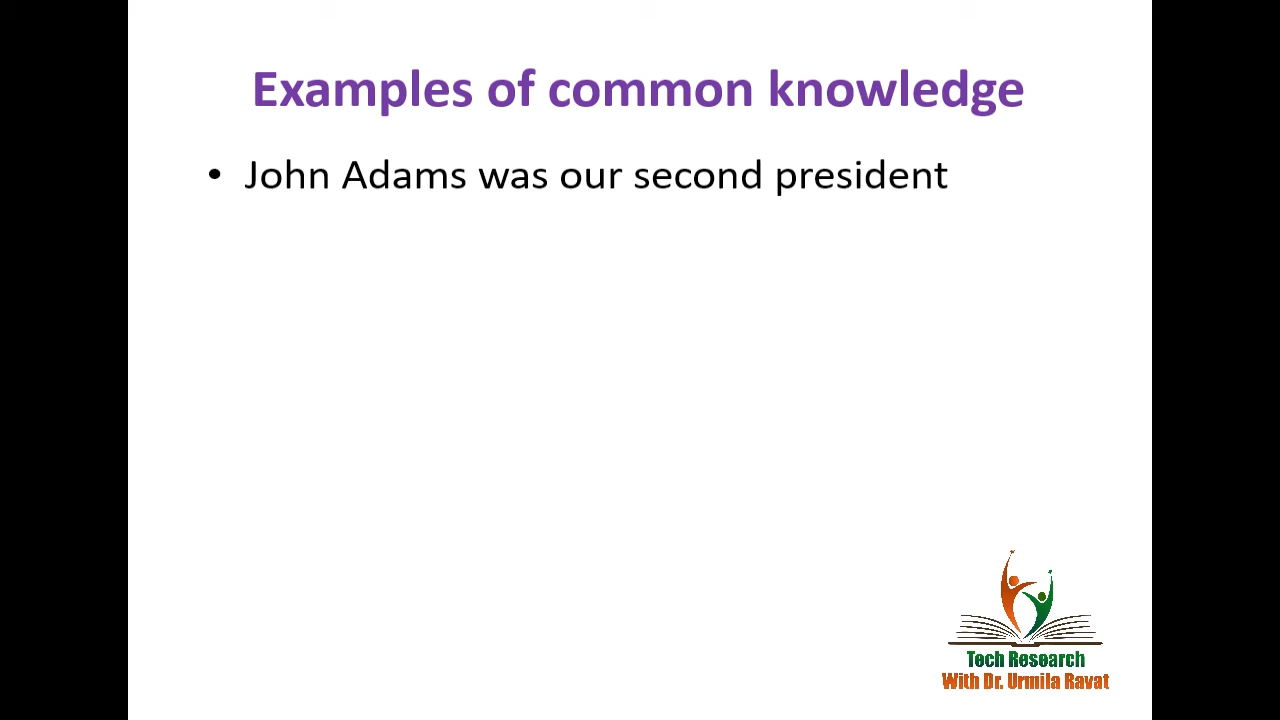 Examples of common knowledge
• John Adams was our second president
Tech Research
With Dr. Urmila Ravat